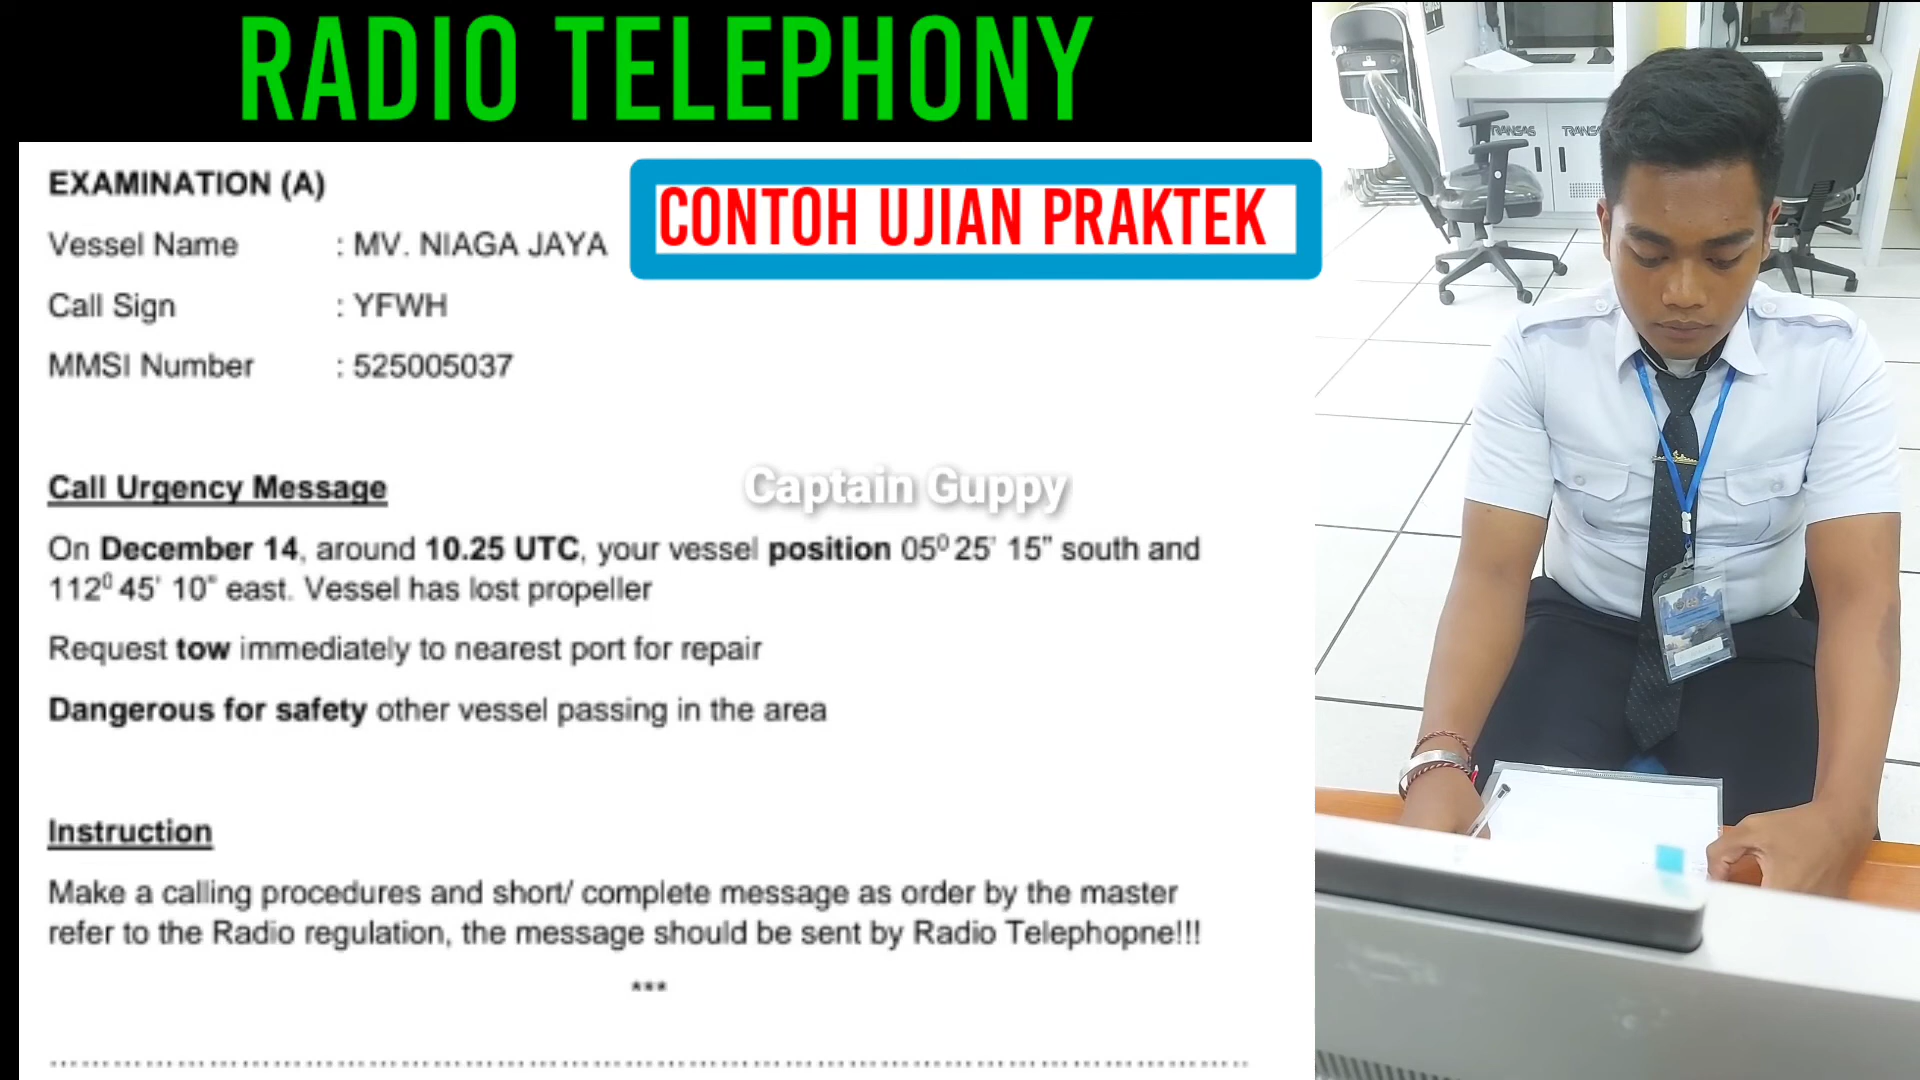 RADIO TELEPHONY
EXAMINATION (A)
CONTOH UJIAN PRAKTEK
Vessel Name : MV. NIAGA JAYA
Call Sign : YFWH
MMSI Number : 525005037
Call Urgency Message
Captain Guppy
On December 14, around 10.25 UTC, your vessel position 05⁰ 25’ 15” south and
112⁰ 45’ 10” east. Vessel has lost propeller
Request tow immediately to nearest port for repair
Dangerous for safety other vessel passing in the area
Instruction
Make a calling procedures and short/ complete message as order by the master
refer to the Radio regulation, the message should be sent by Radio Telephopne!!!
***
TRANSAS